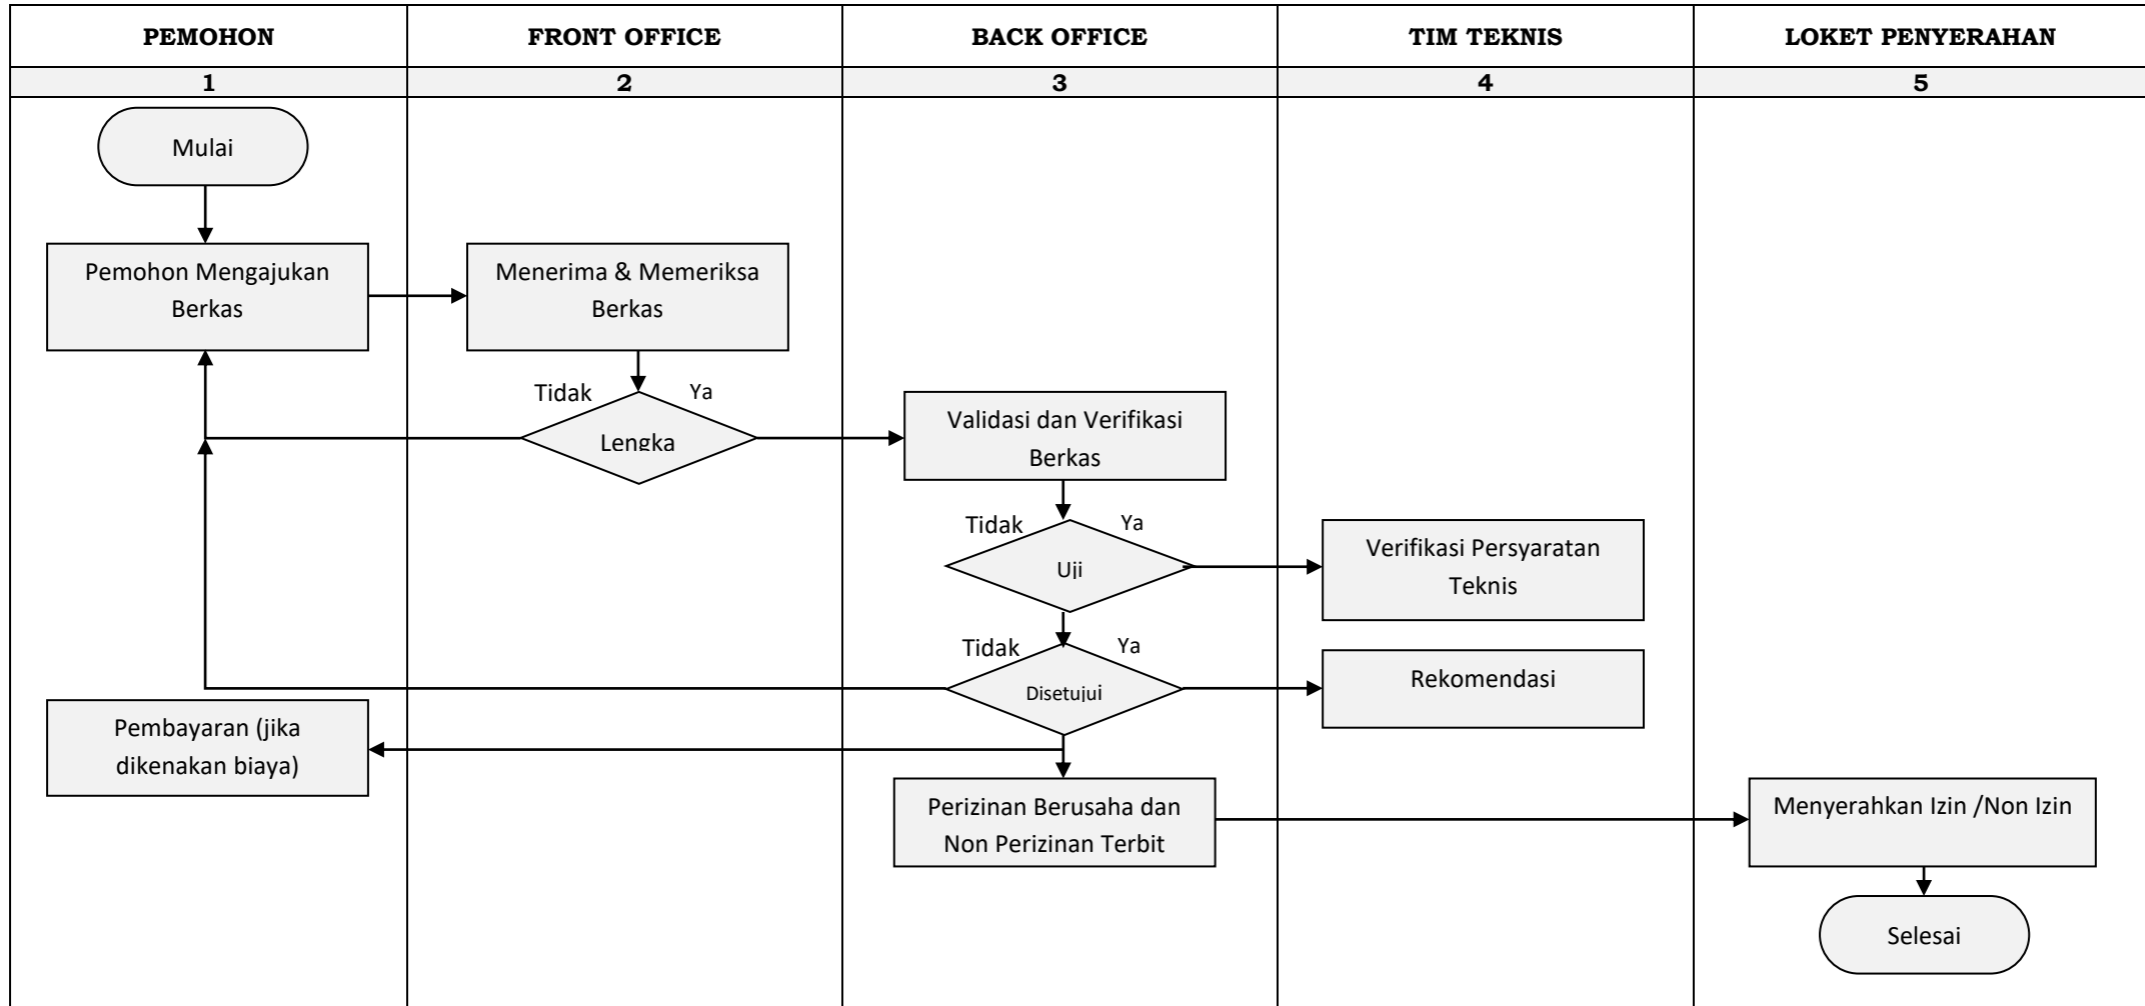 PEMOHON
FRONT OFFICE
BACK OFFICE
TIM TEKNIS
LOKET PENYERAHAN
1
2
3
4
5
Mulai
Pemohon Mengajukan
Berkas
Menerima & Memeriksa
Berkas
Tidak
Ya
Lengka
Validasi dan Verifikasi
Berkas
Tidak
Ya
Uji
Verifikasi Persyaratan
Teknis
Tidak
Ya
Disetujui
Rekomendasi
Pembayaran (jika
dikenakan biaya)
Perizinan Berusaha dan
Non Perizinan Terbit
Menyerahkan Izin /Non Izin
Selesai